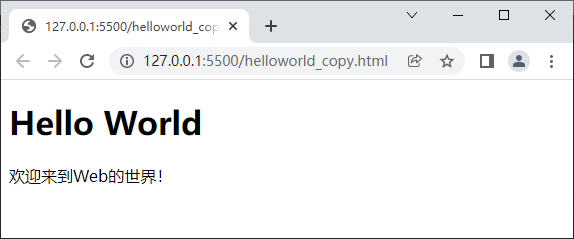 127.0.0.1:5500/helloworld_cop
127.0.0.1:5500/helloworld_copy.html
Hello World
欢迎来到Web的世界！